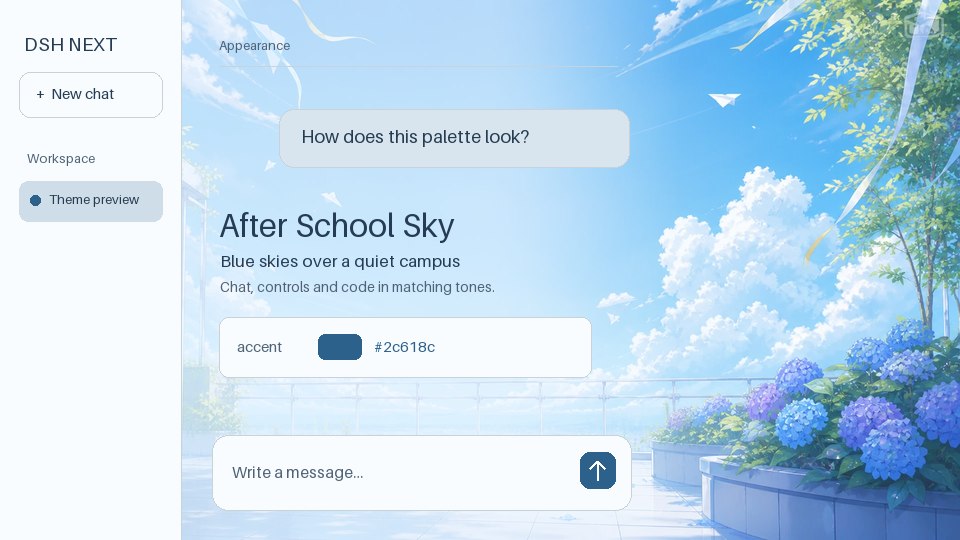 DSH NEXT
+ New chat
Workspace
Theme preview
Appearance
How does this palette look?
After School Sky
Blue skies over a quiet campus
Chat, controls and code in matching tones.
accent
#2c618c
Write a message...